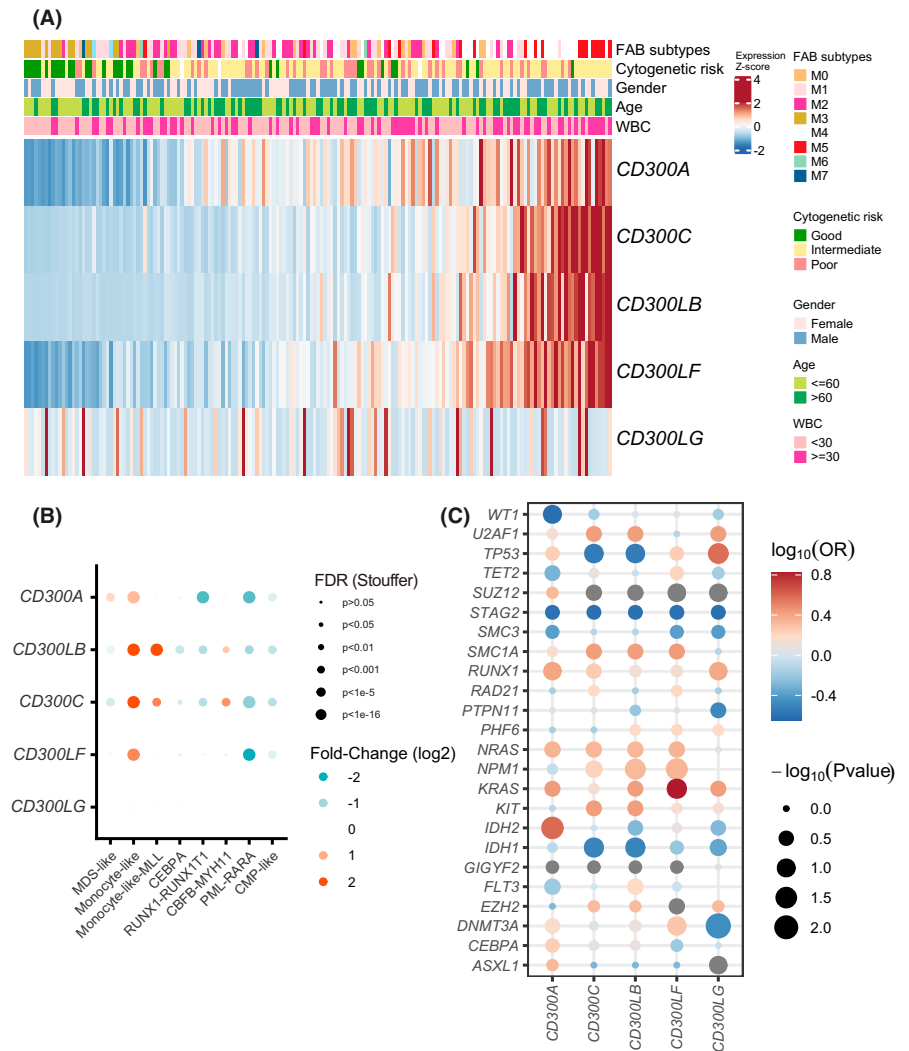 (A)
FAB subtypes
Cytogenetic risk
Gender
Age
WBC
CD300A
CD300C
CD300LB
CD300LF
CD300LG
Expression
Z-score
4
2
0
-2
FAB subtypes
M0
M1
M2
M3
M4
M5
M6
M7
Cytogenetic risk
Good
Intermediate
Poor
Gender
Female
Male
Age
<=60
>60
WBC
<30
>=30
(B)
CD300A
CD300LB
CD300C
CD300LF
CD300LG
MDS-like
Monocyte-like
Monocyte-like-MLL
CEBPA
RUNX1-RUNX1T1
CBFB-MYH11
PML-RARA
CMP-like
FDR (Stouffer)
p>0.05
p<0.05
p<0.01
p<0.001
p<1e-5
p<1e-16
Fold-Change (log2)
-2
-1
0
1
2
(C)
WT1
U2AF1
TP53
TET2
SUZ12
STAG2
SMC3
SMC1A
RUNX1
RAD21
PTPN11
PHF6
NRAS
NPM1
KRAS
KIT
IDH2
IDH1
GIGYF2
FLT3
EZH2
DNMT3A
CEBPA
ASXL1
CD300A
CD300C
CD300LB
CD300LF
CD300LG
log10(OR)
0.8
0.4
0.0
-0.4
−log10(Pvalue)
0.0
0.5
1.0
1.5
2.0